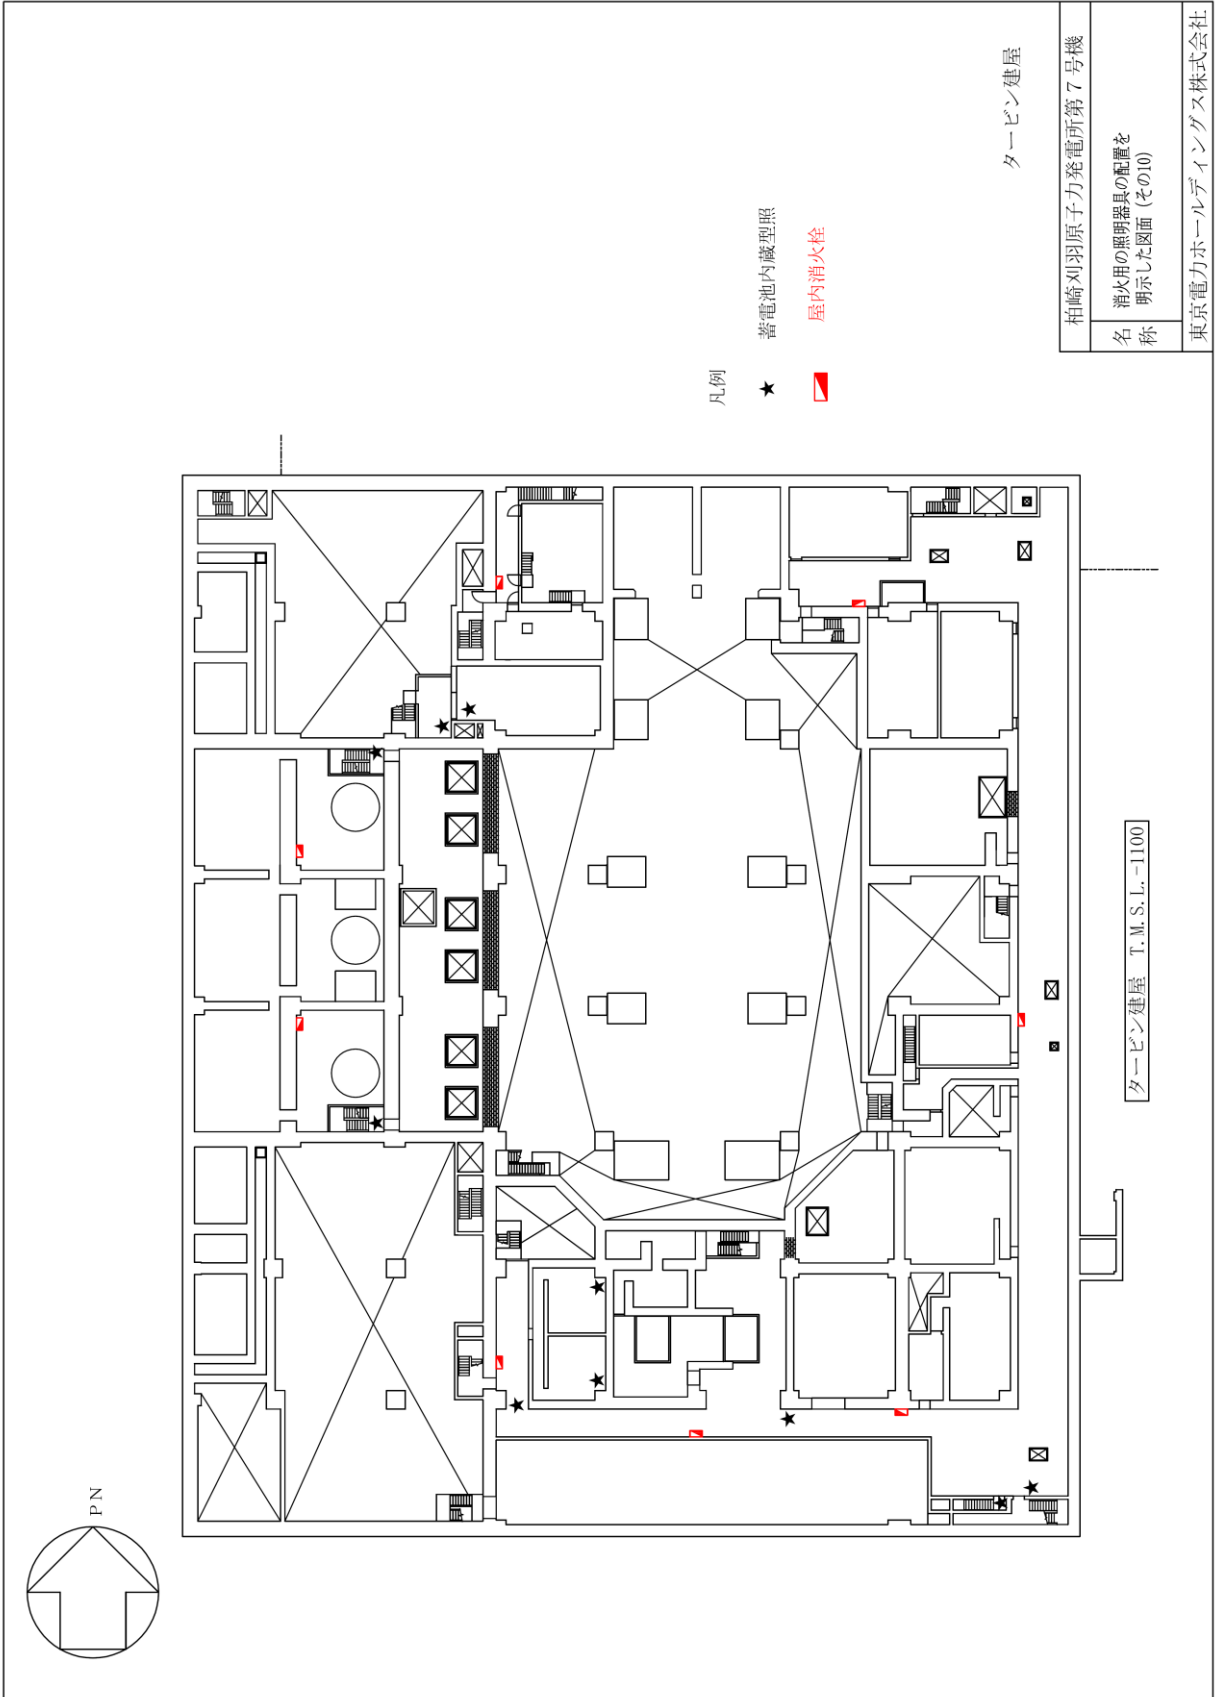 PN
タービン建屋 T.M.S.L.-1100
凡例
蓄電池内蔵型照
屋内消火栓
タービン建屋
柏崎刈羽原子力発電所第7号機
名称
消火用の照明器具の配置を
明示した図面 (その10)
東京電力ホールディングス株式会社